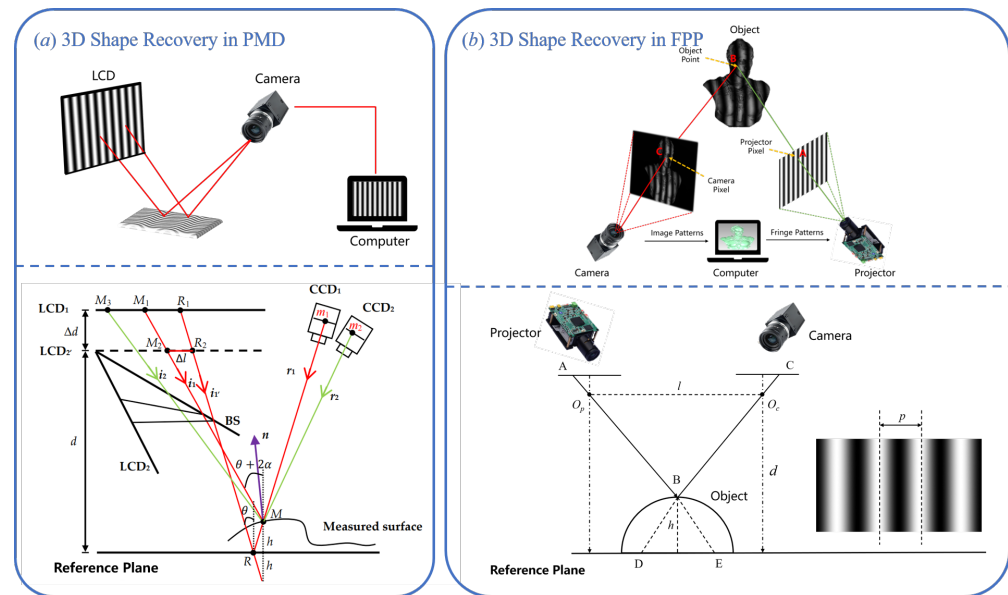 (a) 3D Shape Recovery in PMD
LCD
Camera
Computer
M₃ M₁ R₁
LCD₁
Δd
LCD₂'
M₂ R₂
Δl
i₂ i₁ i₁'
BS
d
LCD₂
CCD₁
CCD₂
m₁
m₂
r₁
r₂
n
θ + 2α
θ
M
Measured surface
h
R h
Reference Plane
(b) 3D Shape Recovery in FPP
Object
Object
Point
B
Projector
Pixel
A
C
Camera
Pixel
Image Patterns
Fringe Patterns
Camera
Computer
Projector
Projector
Camera
A
C
l
Oₚ
O_c
p
d
B
Object
h
D E
Reference Plane